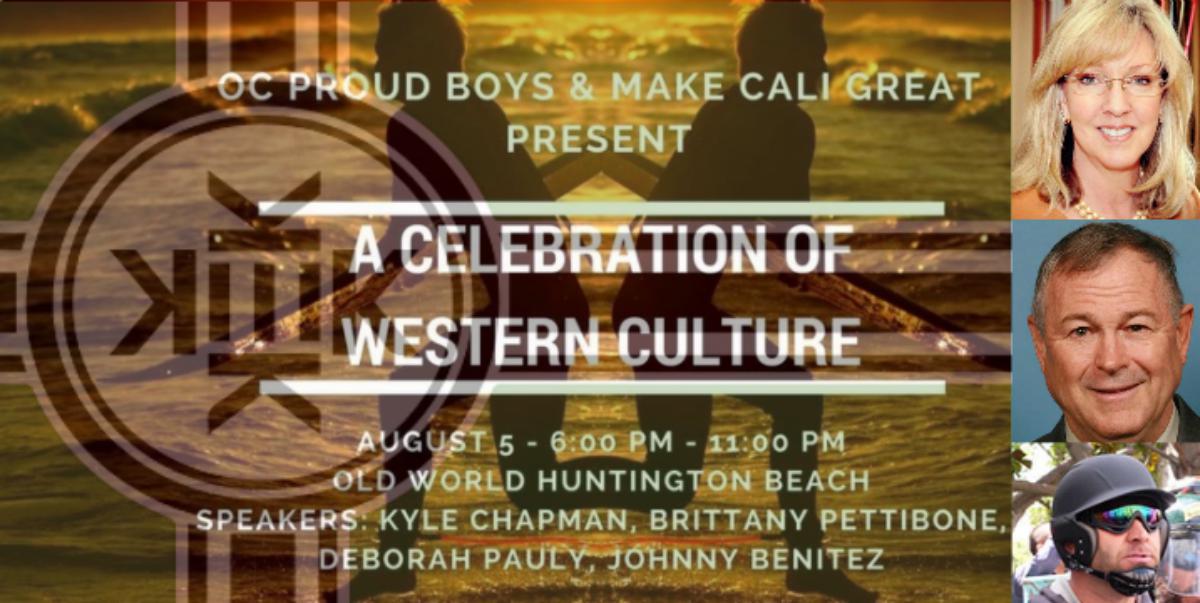 OC PROUD BOYS & MAKE CALI GREAT
PRESENT
A CELEBRATION OF
WESTERN CULTURE
AUGUST 5 - 6:00 PM - 11:00 PM
OLD WORLD HUNTINGTON BEACH
SPEAKERS: KYLE CHAPMAN, BRITTANY PETTIBONE,
DEBORAH PAULY, JOHNNY BENITEZ